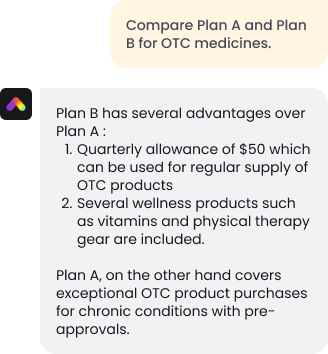 Compare Plan A and Plan
B for OTC medicines.
Plan B has several advantages over
Plan A :
1. Quarterly allowance of $50 which
can be used for regular supply of
OTC products
2. Several wellness products such
as vitamins and physical therapy
gear are included.
Plan A, on the other hand covers
exceptional OTC product purchases
for chronic conditions with pre-
approvals.